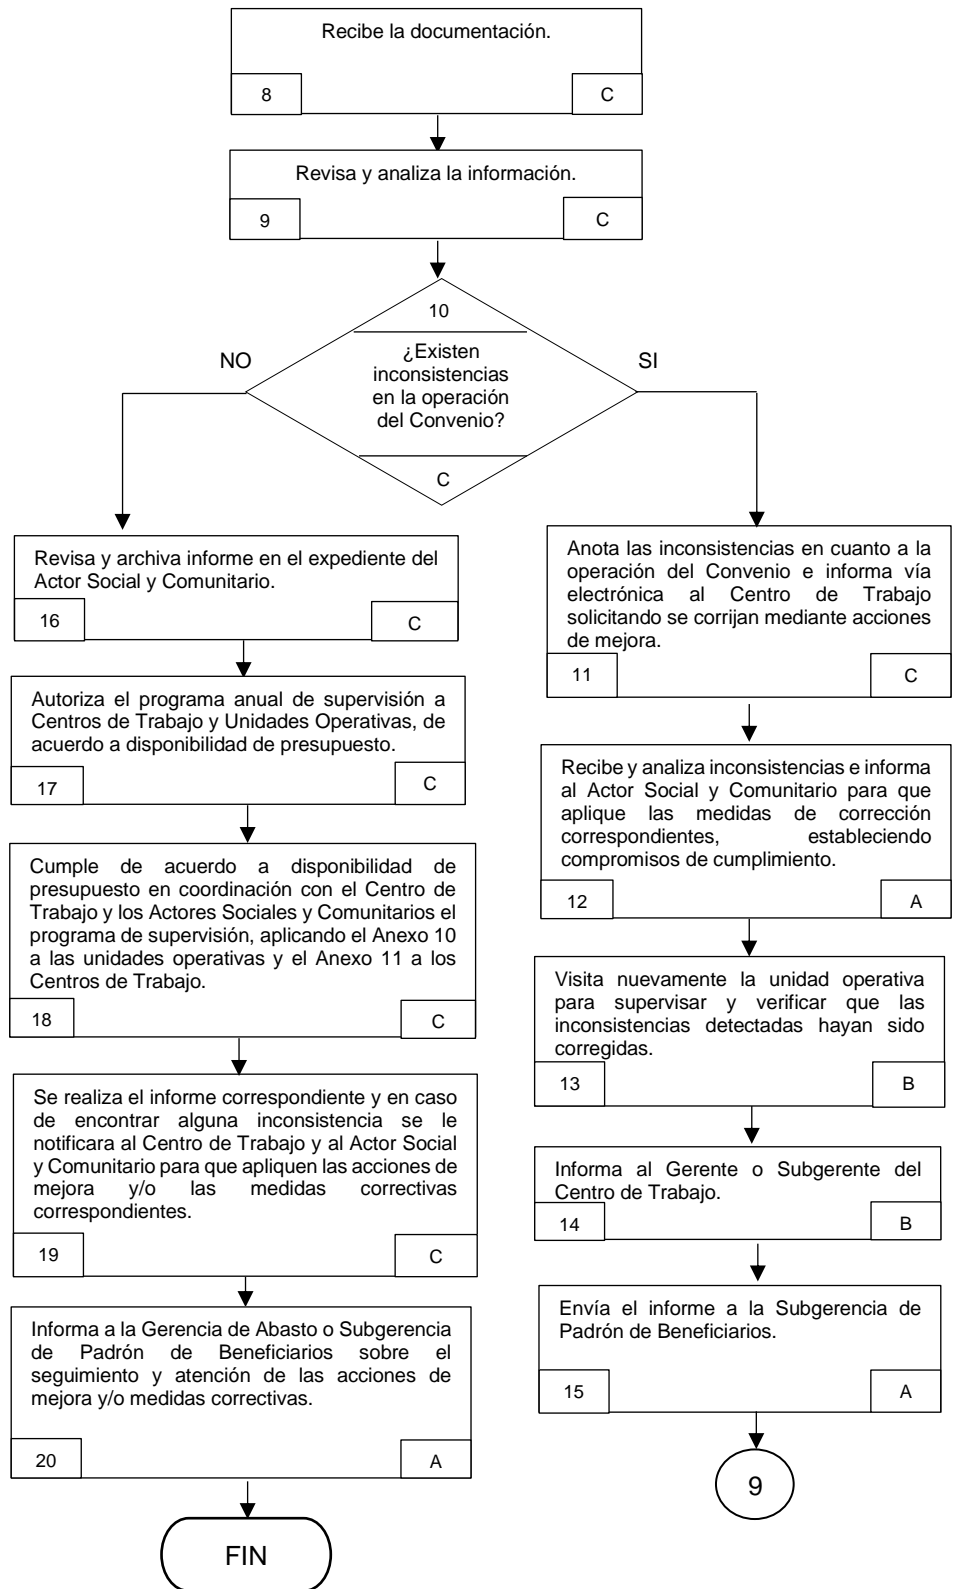 Recibe la documentación.
8
C
Revisa y analiza la información.
9
C
10
¿Existen
inconsistencias
en la operación
del Convenio?
C
NO
SI
Revisa y archiva informe en el expediente del
Actor Social y Comunitario.
16
C
Autoriza el programa anual de supervisión a
Centros de Trabajo y Unidades Operativas, de
acuerdo a disponibilidad de presupuesto.
17
C
Cumple de acuerdo a disponibilidad de
presupuesto en coordinación con el Centro de
Trabajo y los Actores Sociales y Comunitarios el
programa de supervisión, aplicando el Anexo 10
a las unidades operativas y el Anexo 11 a los
Centros de Trabajo.
18
C
Se realiza el informe correspondiente y en caso
de encontrar alguna inconsistencia se le
notificara al Centro de Trabajo y al Actor Social
y Comunitario para que apliquen las acciones de
mejora y/o las medidas correctivas
correspondientes.
19
C
Informa a la Gerencia de Abasto o Subgerencia
de Padrón de Beneficiarios sobre el
seguimiento y atención de las acciones de
mejora y/o medidas correctivas.
20
A
FIN
Anota las inconsistencias en cuanto a la
operación del Convenio e informa vía
electrónica al Centro de Trabajo
solicitando se corrijan mediante acciones
de mejora.
11
C
Recibe y analiza inconsistencias e informa
al Actor Social y Comunitario para que
aplique las medidas de corrección
correspondientes, estableciendo
compromisos de cumplimiento.
12
A
Visita nuevamente la unidad operativa
para supervisar y verificar que las
inconsistencias detectadas hayan sido
corregidas.
13
B
Informa al Gerente o Subgerente del
Centro de Trabajo.
14
B
Envía el informe a la Subgerencia de
Padrón de Beneficiarios.
15
A
9